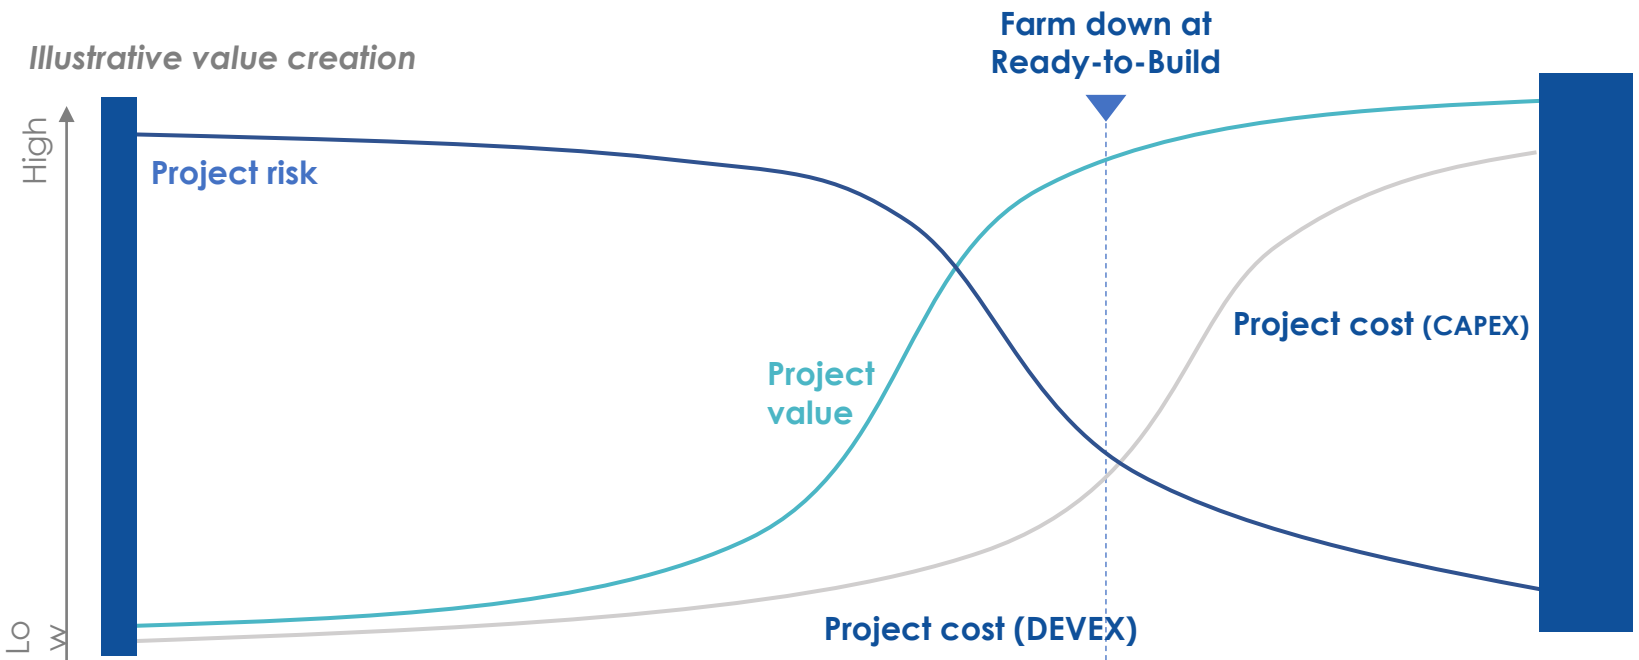 Farm down at
Ready-to-Build
Illustrative value creation
High
Project risk
Project cost (CAPEX)
Project
value
Project cost (DEVEX)
Lo
w